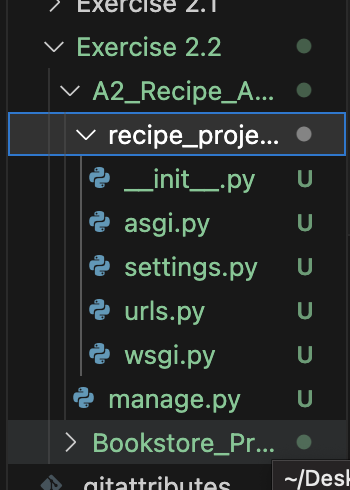 Exercise 2.1
Exercise 2.2
A2_Recipe_A...
recipe_proje...
__init__.py U
asgi.py U
settings.py U
urls.py U
wsgi.py U
manage.py U
Bookstore_Pr...
.gitattributes
~/Desk